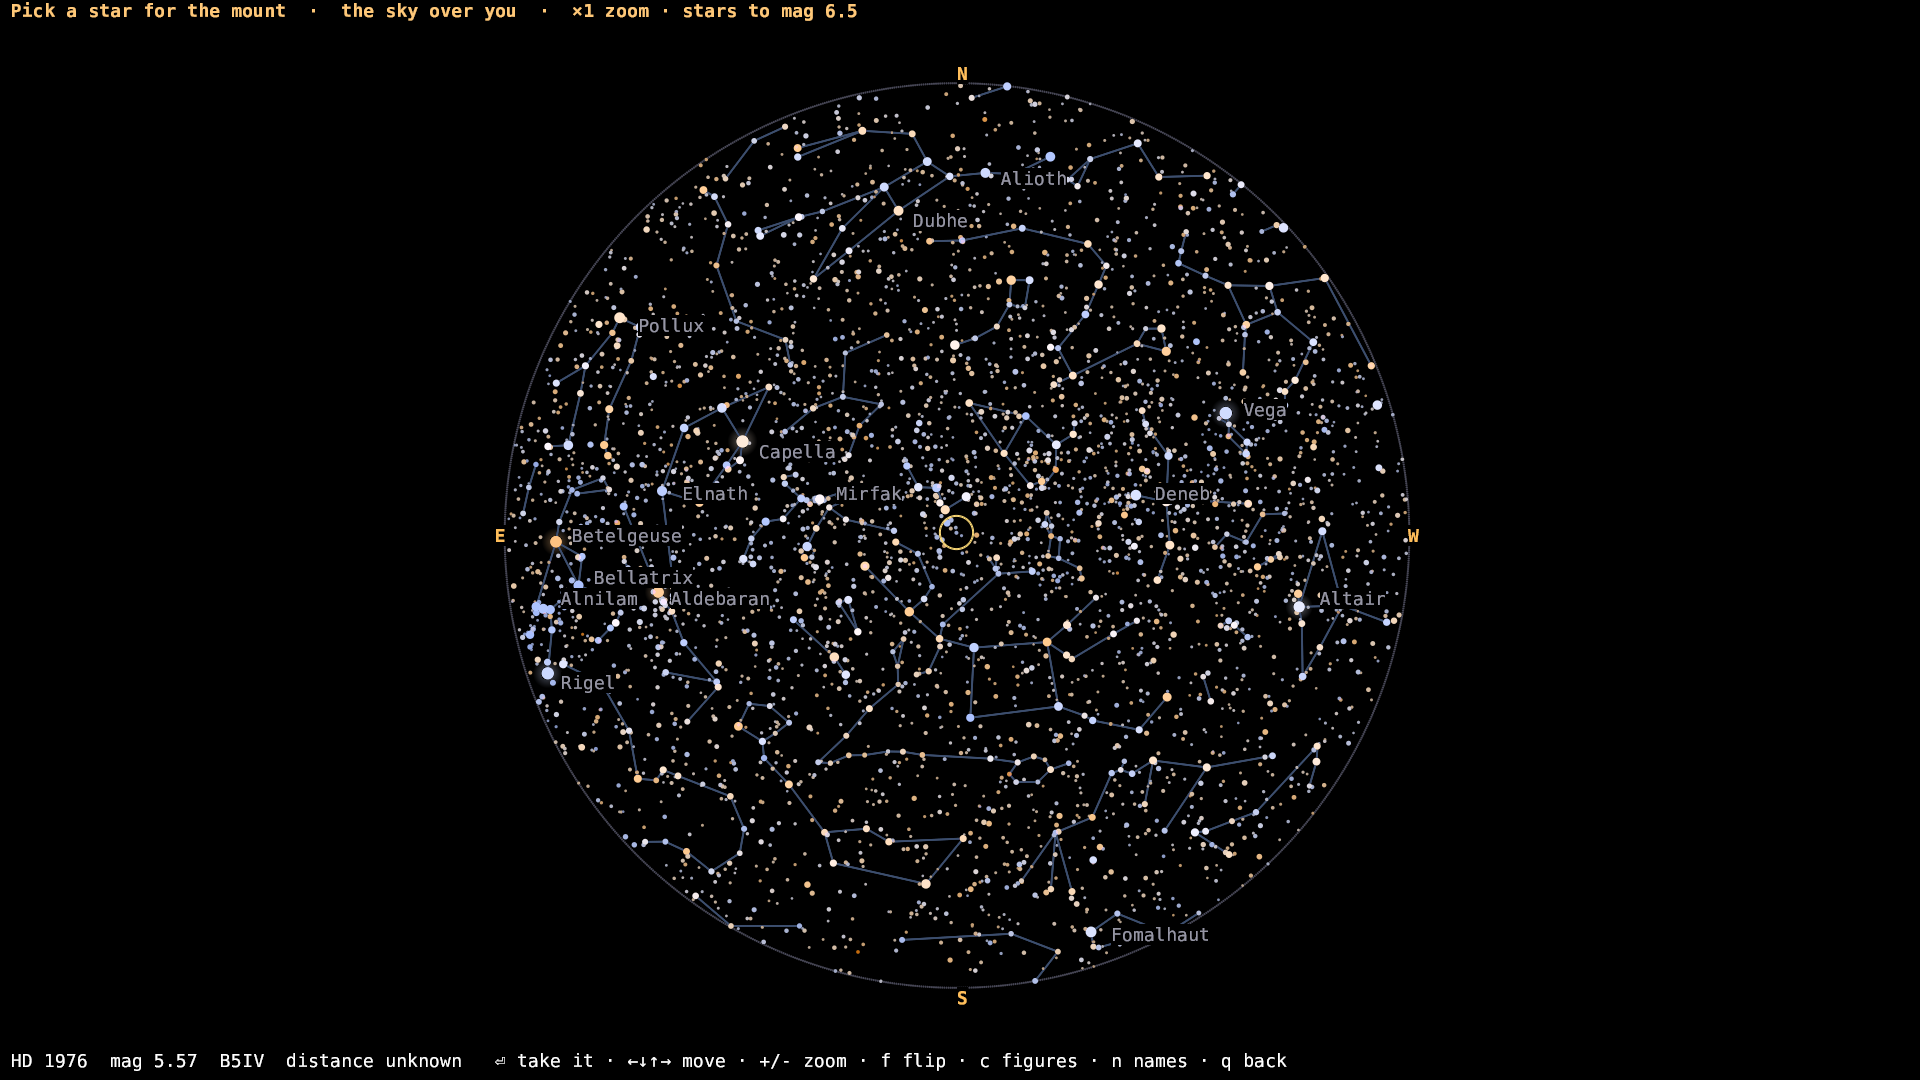 Pick a star for the mount · the sky over you · ×1 zoom · stars to mag 6.5
N
Alioth
Dubhe
Pollux
Vega
Capella
Elnath
Mirfak
Deneb
E
Betelgeuse
W
Bellatrix
Alnilam
Aldebaran
Altair
Rigel
Fomalhaut
S
HD 1976 mag 5.57 B5IV distance unknown ⏎ take it · ←↓↑→ move · +/- zoom · f flip · c figures · n names · q back